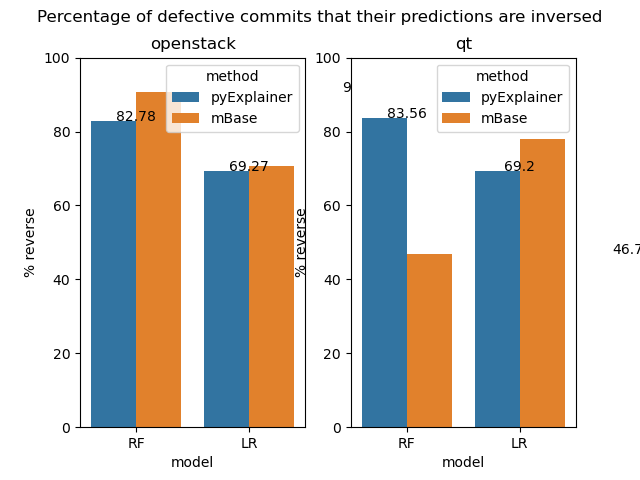 Percentage of defective commits that their predictions are inversed
openstack
qt
method
pyExplainer
mBase
method
pyExplainer
mBase
100
80
60
40
20
0
82.78
69.27
% reverse
RF
LR
model
100
80
60
40
20
0
9
83.56
69.2
46.7
% reverse
RF
LR
model